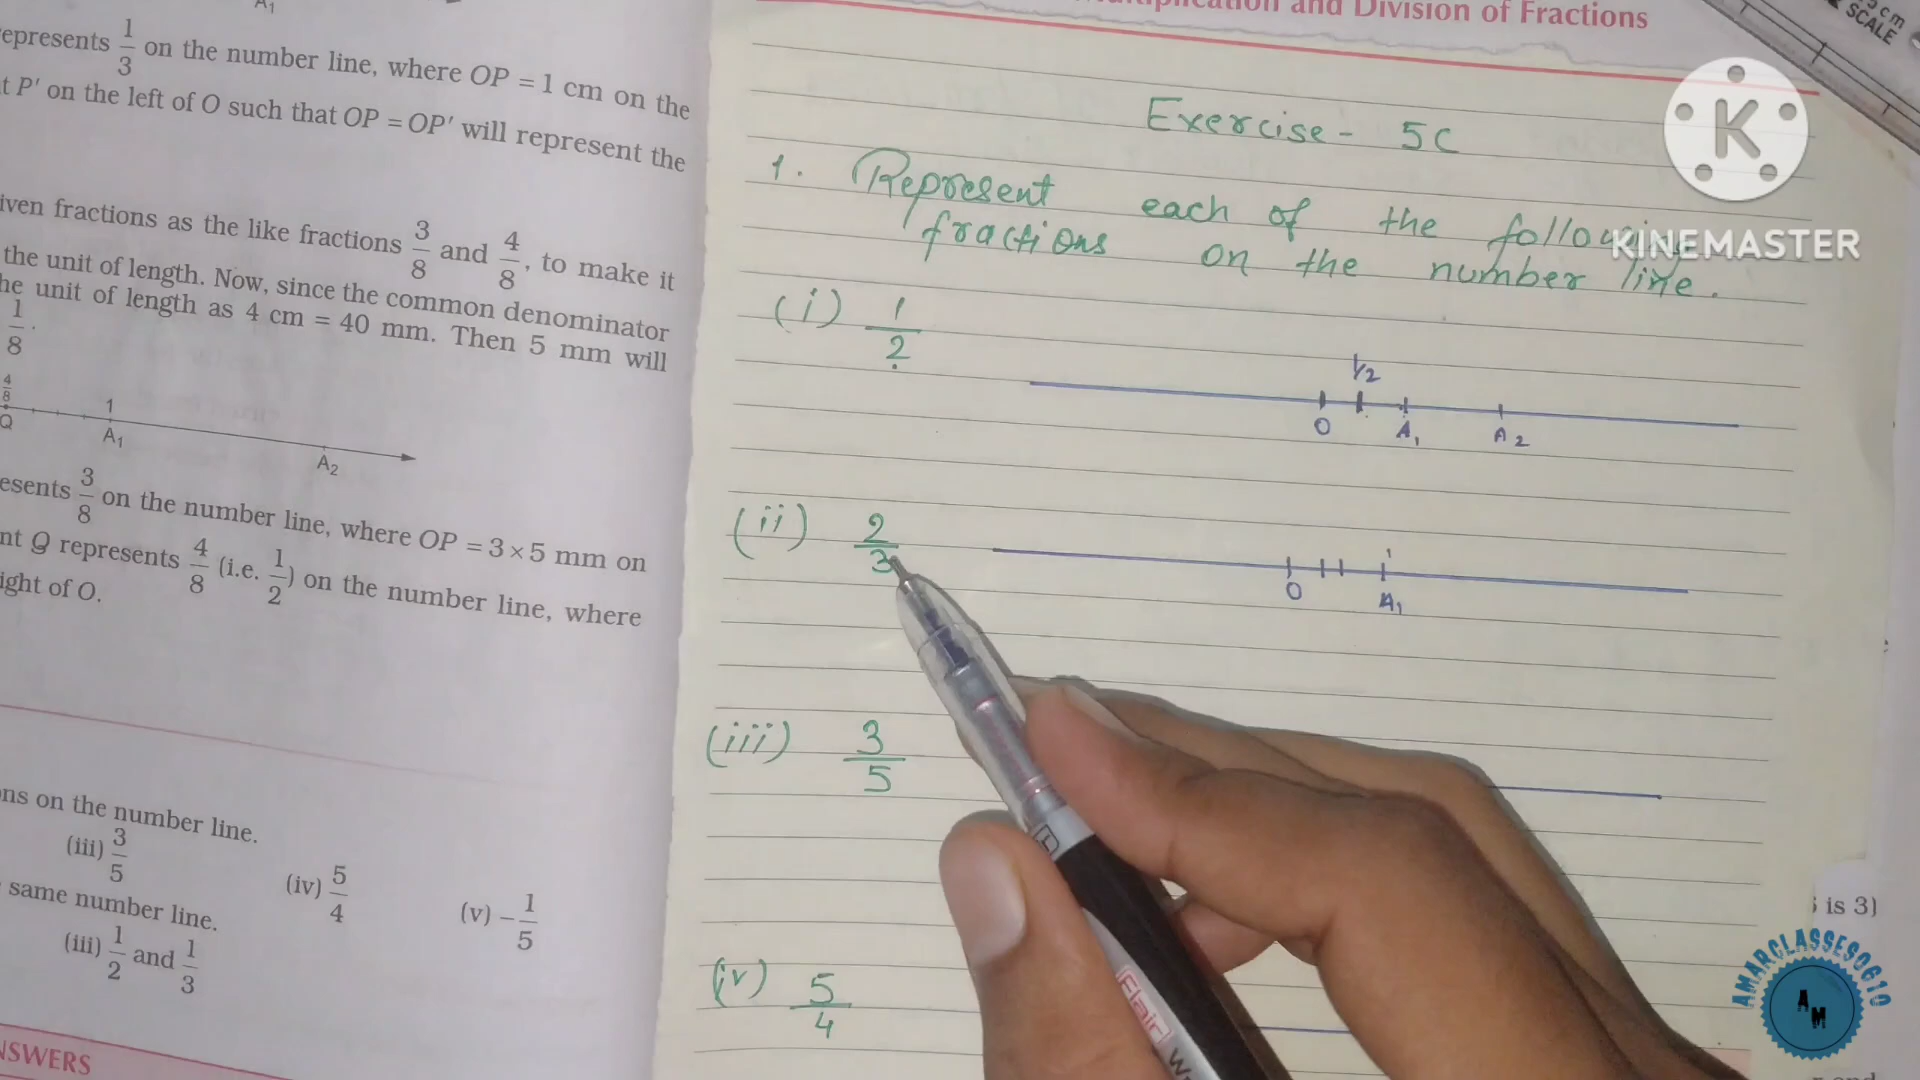 A1
epresents 1/3 on the number line, where OP = 1 cm on the
t P′ on the left of O such that OP = OP′ will represent the
iven fractions as the like fractions 3/8 and 4/8, to make it
the unit of length. Now, since the common denominator
he unit of length as 4 cm = 40 mm. Then 5 mm will
1/8.
4/8
1
Q
A1
A2
esents 3/8 on the number line, where OP = 3 × 5 mm on
nt Q represents 4/8 (i.e. 1/2) on the number line, where
ight of O.
ns on the number line.
(iii) 3/5 (iv) 5/4 (v) –1/5
same number line.
(iii) 1/2 and 1/3
NSWERS
and Division of Fractions
cm
SCALE
Exercise - 5C
1. Represent each of the following
fractions on the number line.
(i) 1/2
1/2
O A1 A2
(ii) 2/3
1
O A1
(iii) 3/5
(iv) 5/4
K
KINEMASTER
is 3)
AMARCLASSES0610
AM
Flair